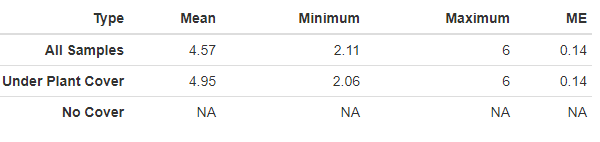 Type Mean Minimum Maximum ME
All Samples 4.57 2.11 6 0.14
Under Plant Cover 4.95 2.06 6 0.14
No Cover NA NA NA NA